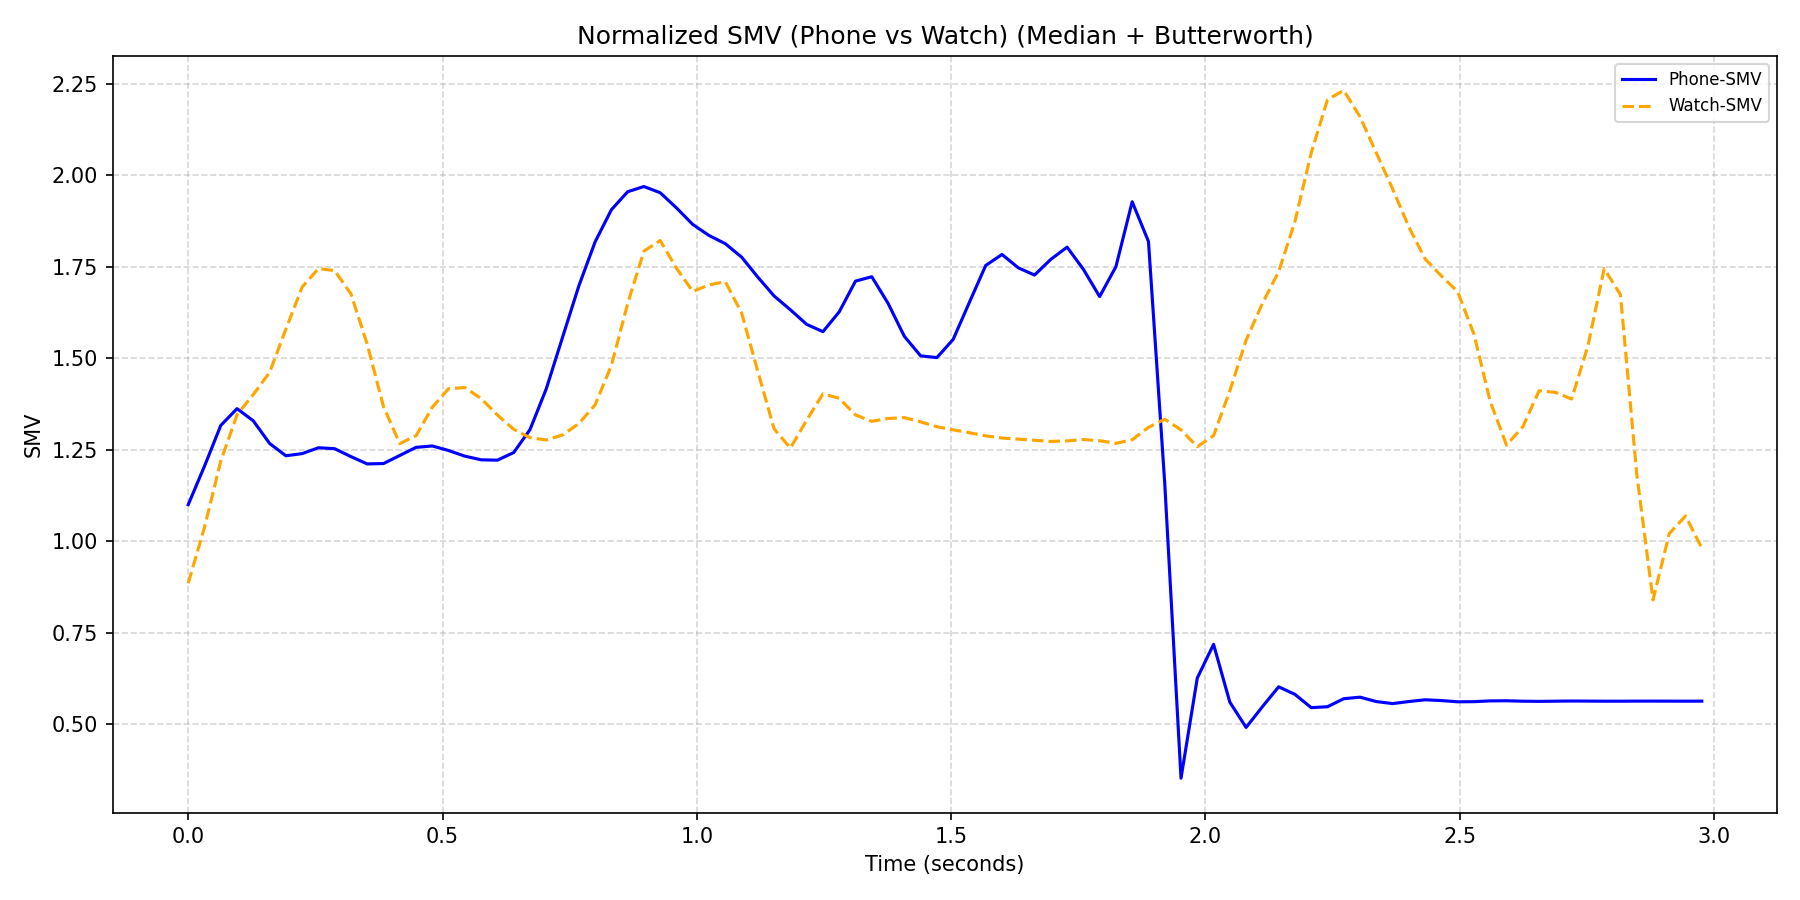 Normalized SMV (Phone vs Watch) (Median + Butterworth)
Phone-SMV
Watch-SMV
2.25
2.00
1.75
1.50
1.25
1.00
0.75
0.50
SMV
0.0 0.5 1.0 1.5 2.0 2.5 3.0
Time (seconds)